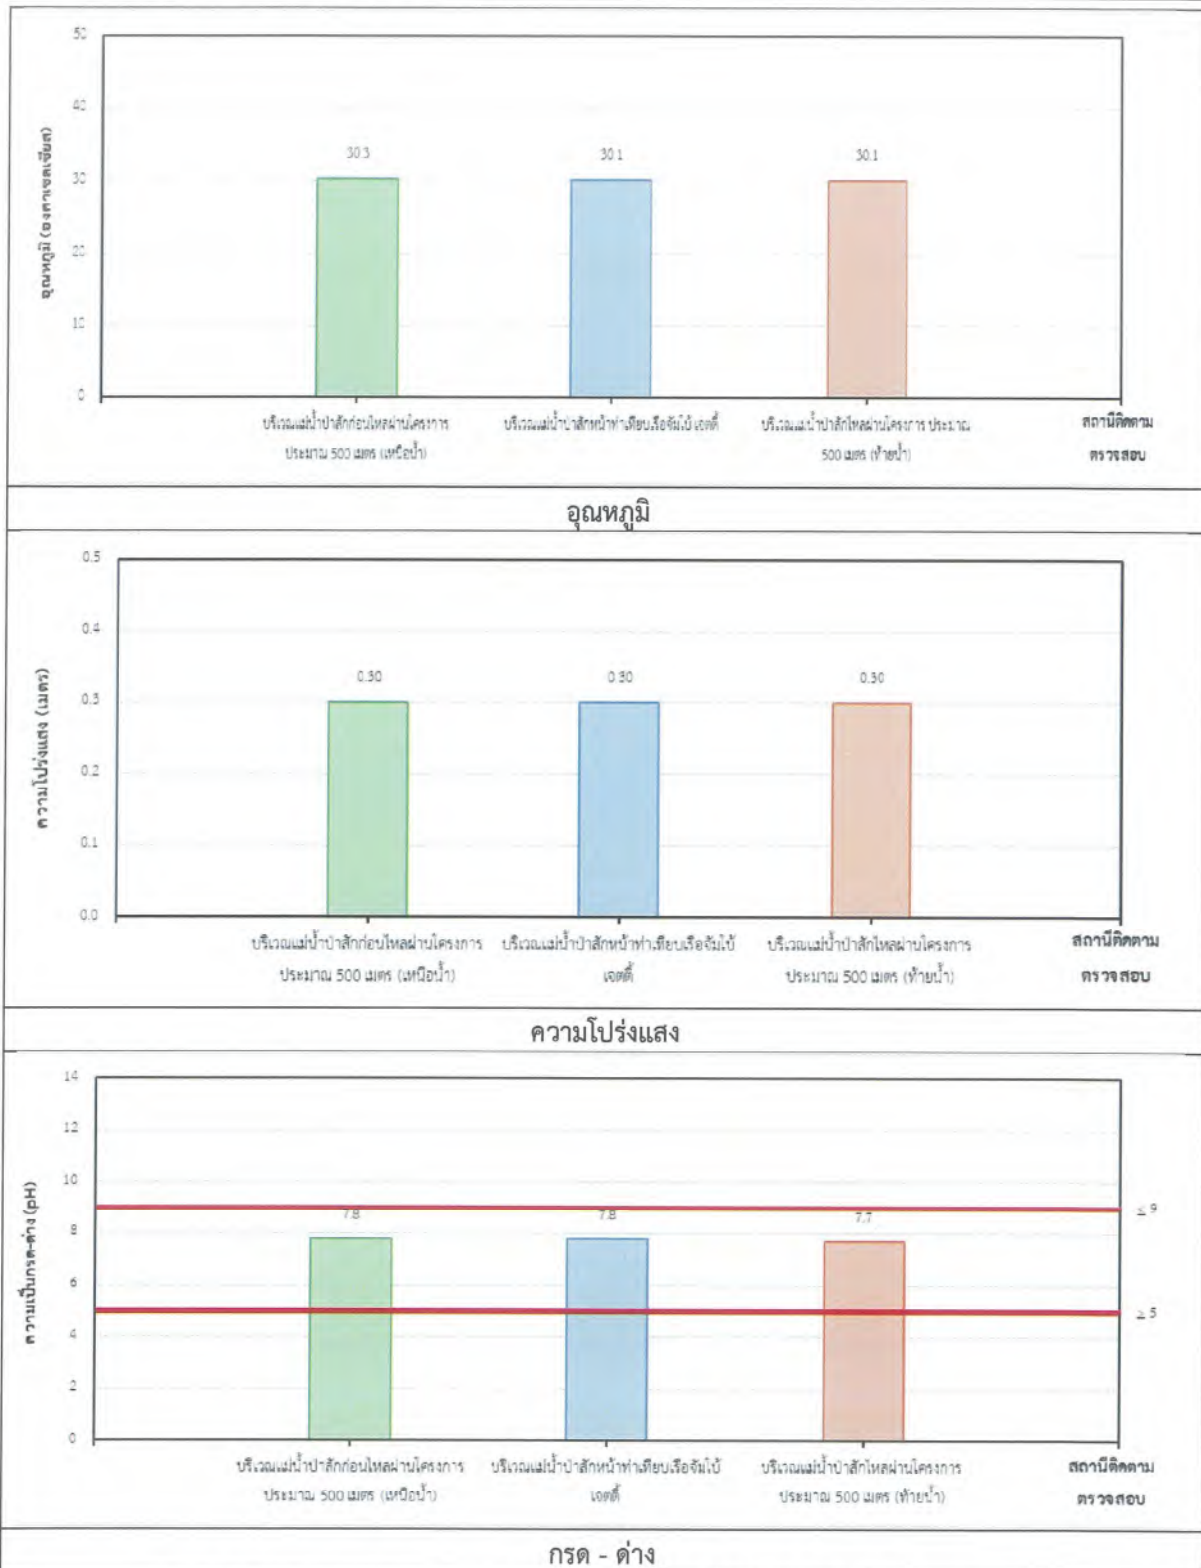 50
40
30
20
10
0
อุณหภูมิ (องศาเซลเซียส)
30.3
30.1
30.1
บริเวณแม่น้ำป่าสักก่อนไหลผ่านโครงการ
ประมาณ 500 เมตร (เหนือน้ำ)
บริเวณแม่น้ำป่าสักหน้าท่าเทียบเรือจัมโบ้ เจตตี้
บริเวณแม่น้ำป่าสักไหลผ่านโครงการ ประมาณ
500 เมตร (ท้ายน้ำ)
สถานีติดตาม
ตรวจสอบ
อุณหภูมิ
0.5
0.4
0.3
0.2
0.1
0.0
ความโปร่งแสง (เมตร)
0.30
0.30
0.30
บริเวณแม่น้ำป่าสักก่อนไหลผ่านโครงการ
ประมาณ 500 เมตร (เหนือน้ำ)
บริเวณแม่น้ำป่าสักหน้าท่าเทียบเรือจัมโบ้
เจตตี้
บริเวณแม่น้ำป่าสักไหลผ่านโครงการ
ประมาณ 500 เมตร (ท้ายน้ำ)
สถานีติดตาม
ตรวจสอบ
ความโปร่งแสง
14
12
10
8
6
4
2
0
ความเป็นกรด-ด่าง (pH)
7.8
7.8
7.7
≤ 9
≥ 5
บริเวณแม่น้ำป่าสักก่อนไหลผ่านโครงการ
ประมาณ 500 เมตร (เหนือน้ำ)
บริเวณแม่น้ำป่าสักหน้าท่าเทียบเรือจัมโบ้
เจตตี้
บริเวณแม่น้ำป่าสักไหลผ่านโครงการ
ประมาณ 500 เมตร (ท้ายน้ำ)
สถานีติดตาม
ตรวจสอบ
กรด - ด่าง